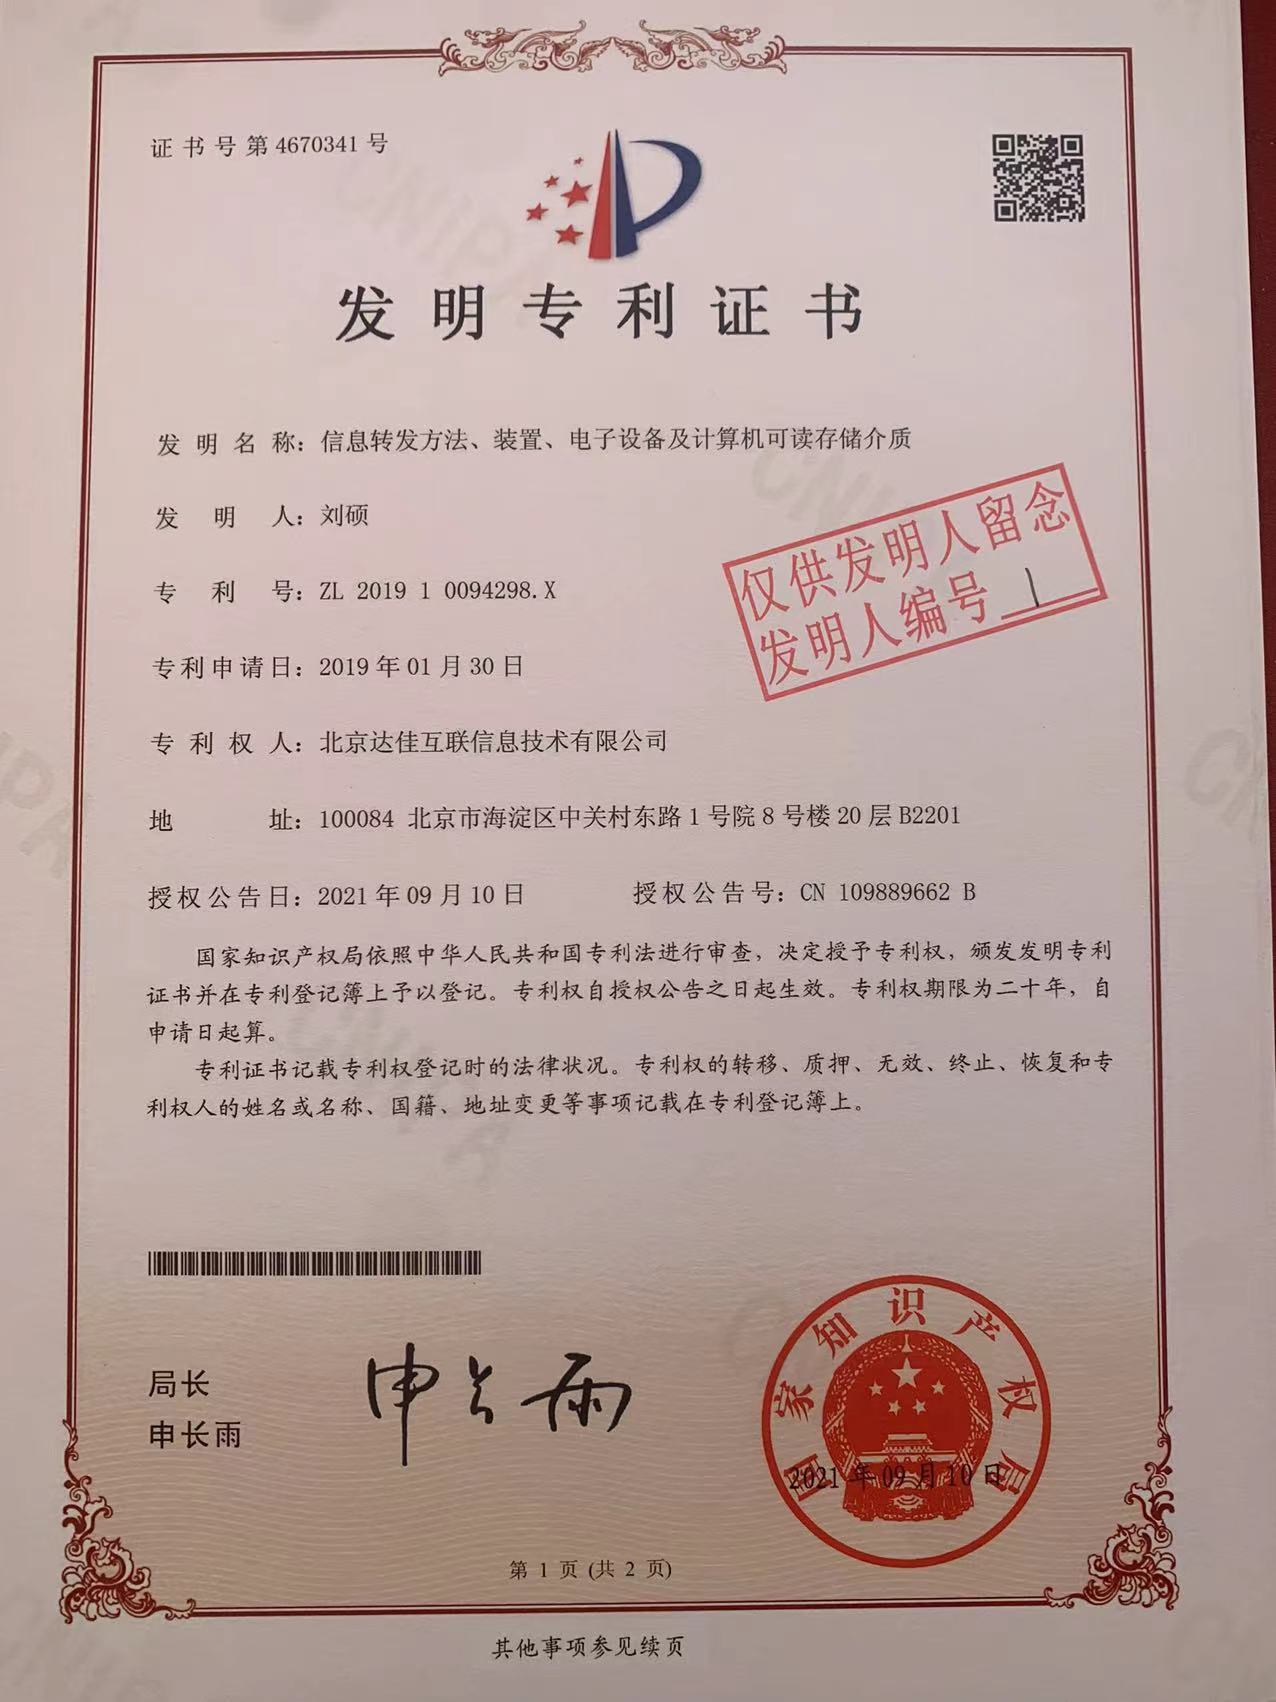 证书号第4670341号
发明专利证书
发明名称：信息转发方法、装置、电子设备及计算机可读存储介质
发明人：刘硕
专利号：ZL 2019 1 0094298.X
专利申请日：2019年01月30日
专利权人：北京达佳互联信息技术有限公司
地址：100084 北京市海淀区中关村东路1号院8号楼20层B2201
授权公告日：2021年09月10日 授权公告号：CN 109889662 B
仅供发明人留念
发明人编号 1
国家知识产权局依照中华人民共和国专利法进行审查，决定授予专利权，颁发发明专利
证书并在专利登记簿上予以登记。专利权自授权公告之日起生效。专利权期限为二十年，自
申请日起算。
专利证书记载专利权登记时的法律状况。专利权的转移、质押、无效、终止、恢复和专
利权人的姓名或名称、国籍、地址变更等事项记载在专利登记簿上。
局长
申长雨
申长雨
国家知识产权局
2021年09月10日
第 1 页 (共 2 页)
其他事项参见续页
CNIPA